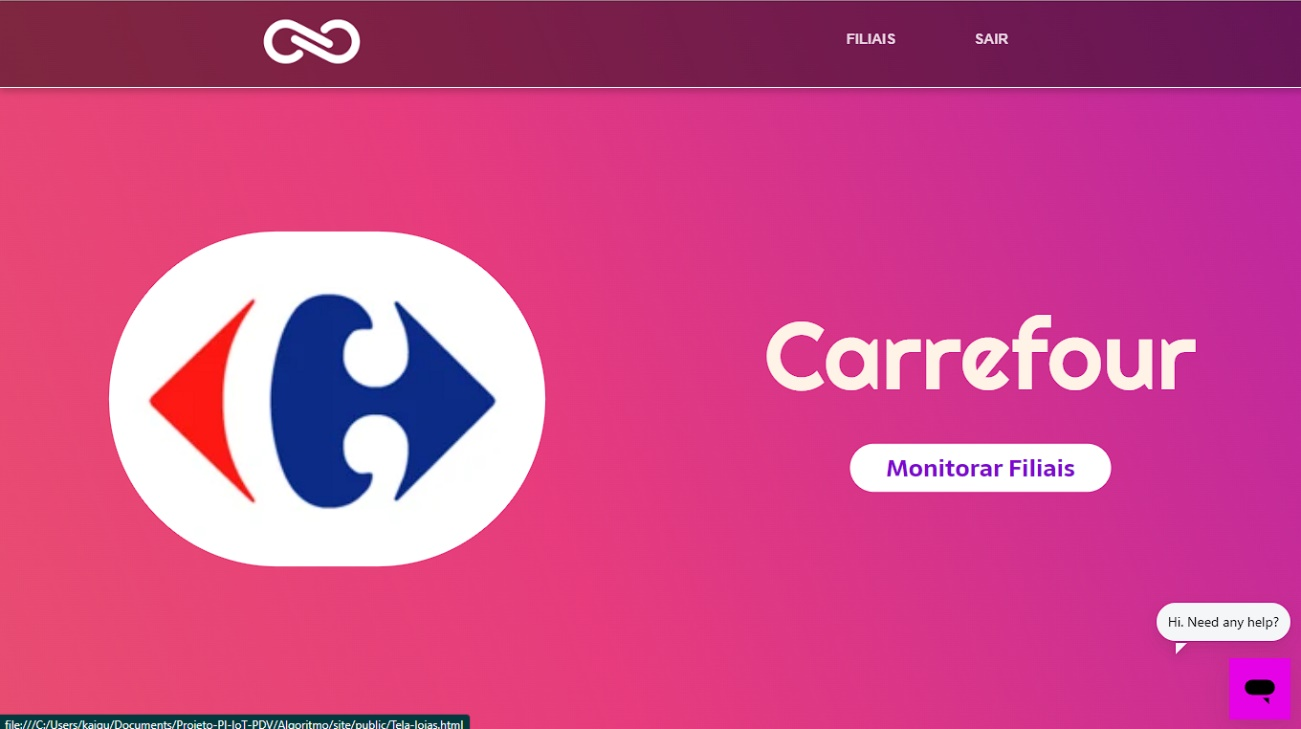 FILIAIS SAIR
Carrefour
Monitorar Filiais
Hi. Need any help?
file:///C:/Users/kaigu/Documents/Projeto-PI-IoT-PDV/Algoritmo/site/public/Tela-lojas.html